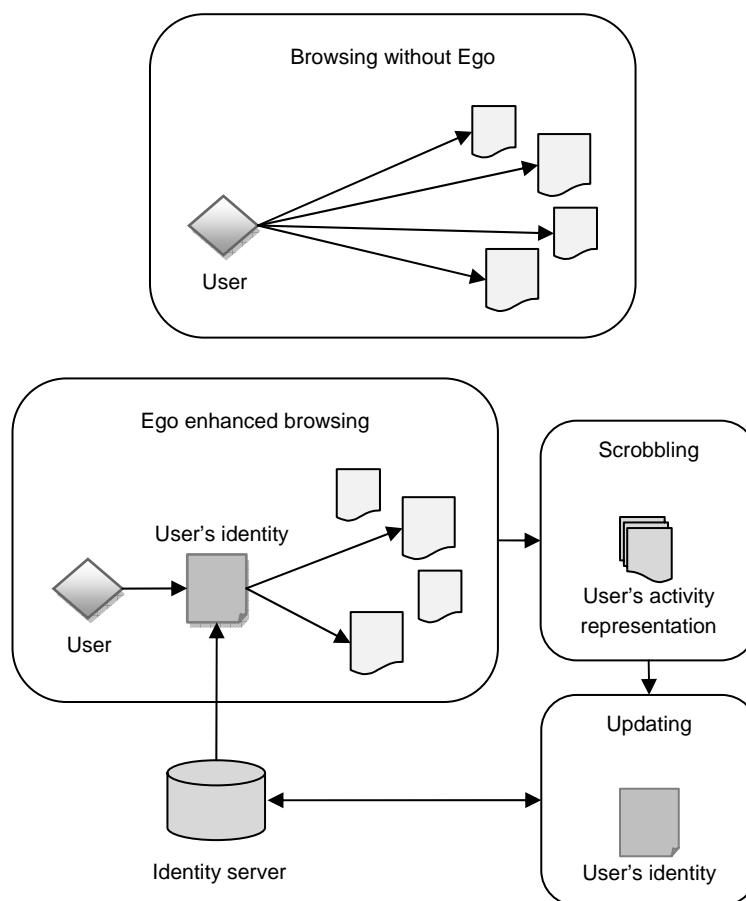 Browsing without Ego
User
Ego enhanced browsing
User’s identity
User
Scrobbling
User’s activity
representation
Updating
User’s identity
Identity server